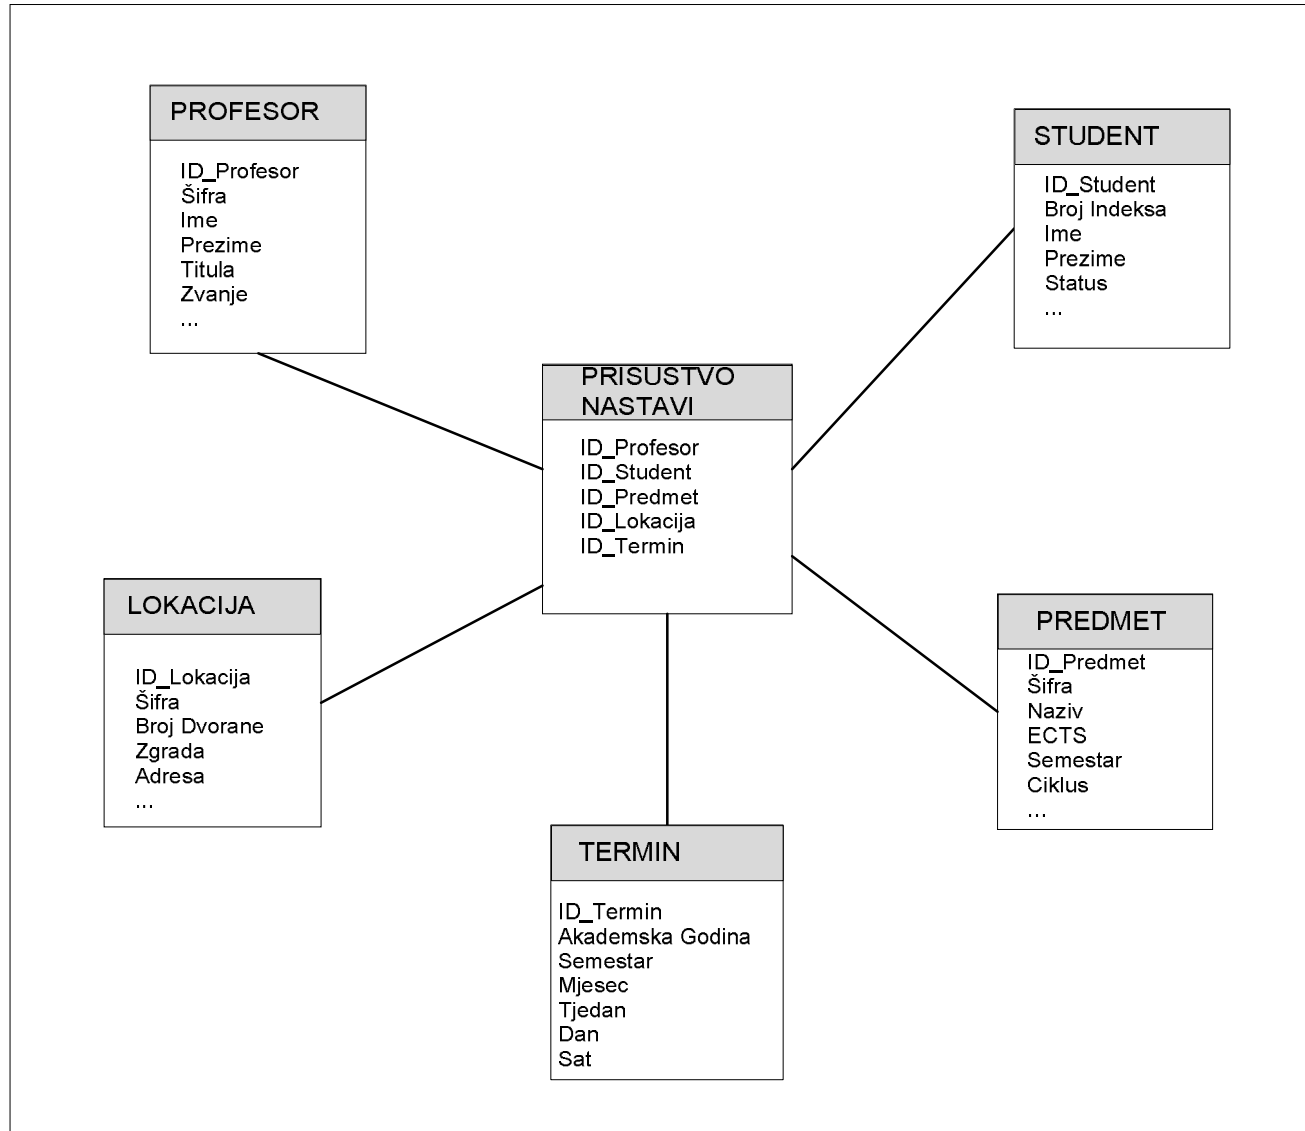 PROFESOR
ID_Profesor
Šifra
Ime
Prezime
Titula
Zvanje
...
STUDENT
ID_Student
Broj Indeksa
Ime
Prezime
Status
...
PRISUSTVO
NASTAVI
ID_Profesor
ID_Student
ID_Predmet
ID_Lokacija
ID_Termin
LOKACIJA
ID_Lokacija
Šifra
Broj Dvorane
Zgrada
Adresa
...
PREDMET
ID_Predmet
Šifra
Naziv
ECTS
Semestar
Ciklus
...
TERMIN
ID_Termin
Akademska Godina
Semestar
Mjesec
Tjedan
Dan
Sat